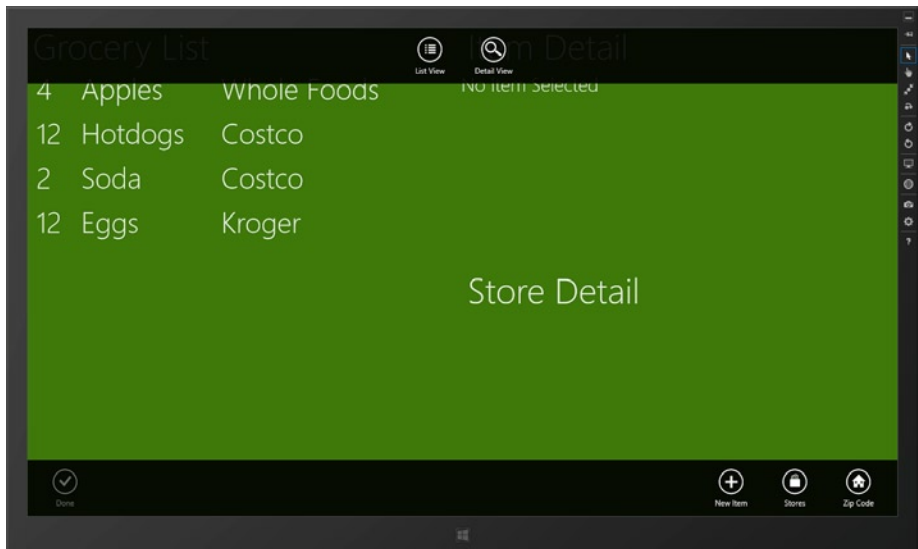 Grocery List
Item Detail
List View
Detail View
4 Apples Whole Foods
No Item Selected
12 Hotdogs Costco
2 Soda Costco
12 Eggs Kroger
Store Detail
Done
New Item
Stores
Zip Code
?